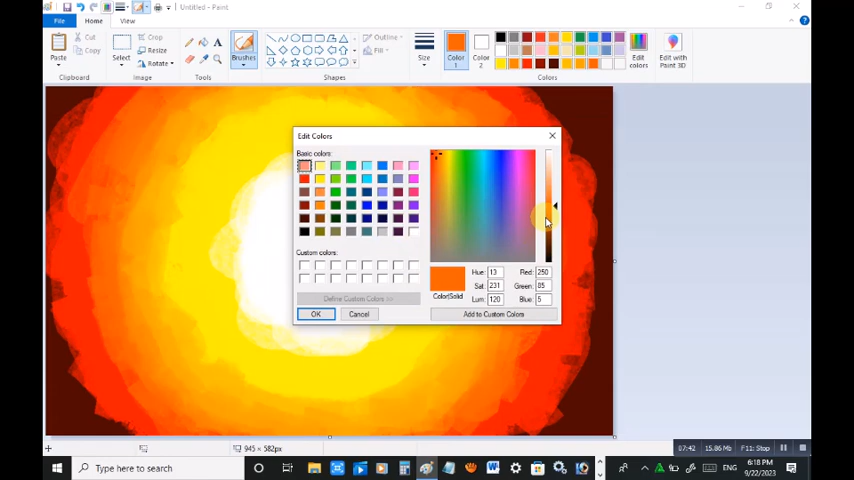 Untitled - Paint
File
Home
View
Paste
Cut
Copy
Clipboard
Select
Crop
Resize
Rotate
Image
Tools
Brushes
Shapes
Outline
Fill
Size
Color 1
Color 2
Edit colors
Colors
Edit with Paint 3D
Edit Colors
Basic colors:
Custom colors:
Define Custom Colors >>
OK
Cancel
Color|Solid
Hue: 13
Sat: 231
Lum: 120
Red: 250
Green: 85
Blue: 5
Add to Custom Colors
945 × 582px
07:42
15.86 Mb
F11: Stop
Type here to search
ENG
6:18 PM
9/22/2023